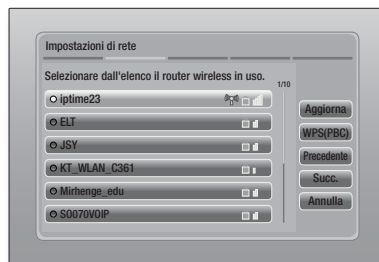 Impostazioni di rete
Selezionare dall'elenco il router wireless in uso.
1/10
iptime23
ELT
JSY
KT_WLAN_C361
Mirhenge_edu
SO070VOIP
Aggiorna
WPS(PBC)
Precedente
Succ.
Annulla